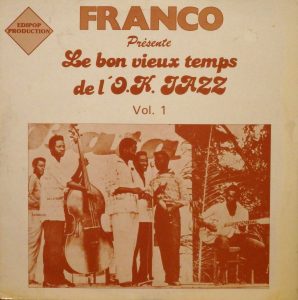 EDIPOP
PRODUCTION
FRANCO
Présente
Le bon vieux temps
de l'O.K. JAZZ
Vol. 1